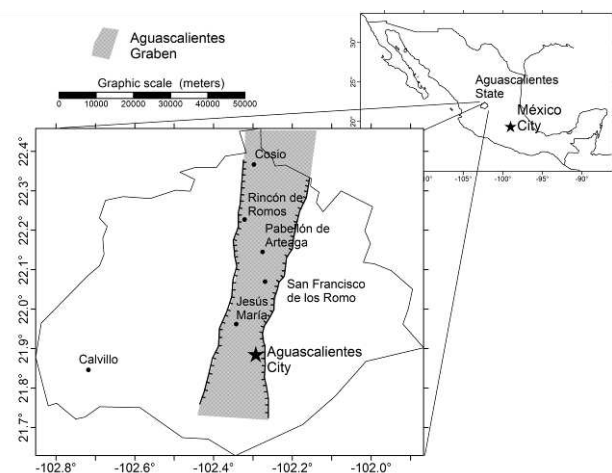 Aguascalientes
Graben
Graphic scale (meters)
0 10000 20000 30000 40000 50000
30°
25°
20°
-105° -100° -95° -90°
Aguascalientes
State
México
City
22.4°
22.3°
22.2°
22.1°
22.0°
21.9°
21.8°
21.7°
Cosio
Rincón de
Romos
Pabellón de
Arteaga
San Francisco
de los Romo
Jesús
María
Aguascalientes
City
Calvillo
-102.8° -102.6° -102.4° -102.2° -102.0°